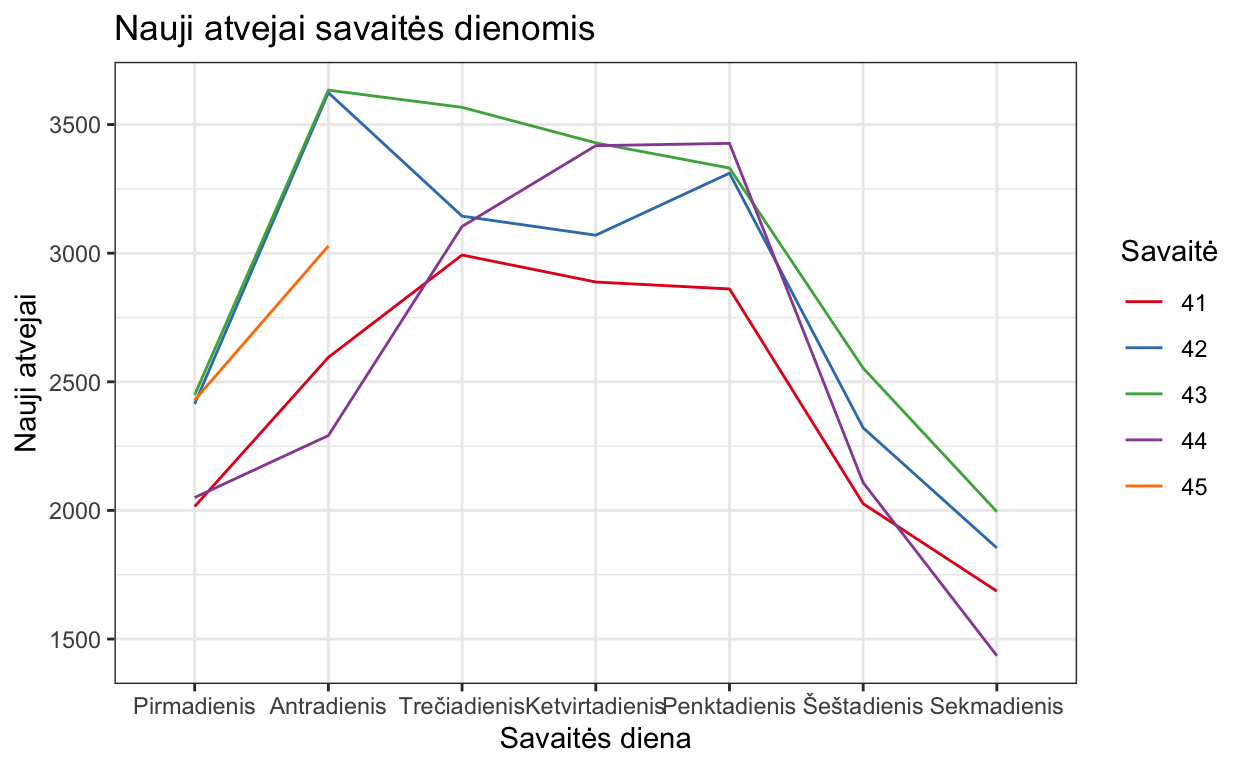 Nauji atvejai savaitės dienomis
Nauji atvejai
3500
3000
2500
2000
1500
Pirmadienis Antradienis Trečiadienis Ketvirtadienis Penktadienis Šeštadienis Sekmadienis
Savaitės diena
Savaitė
41
42
43
44
45